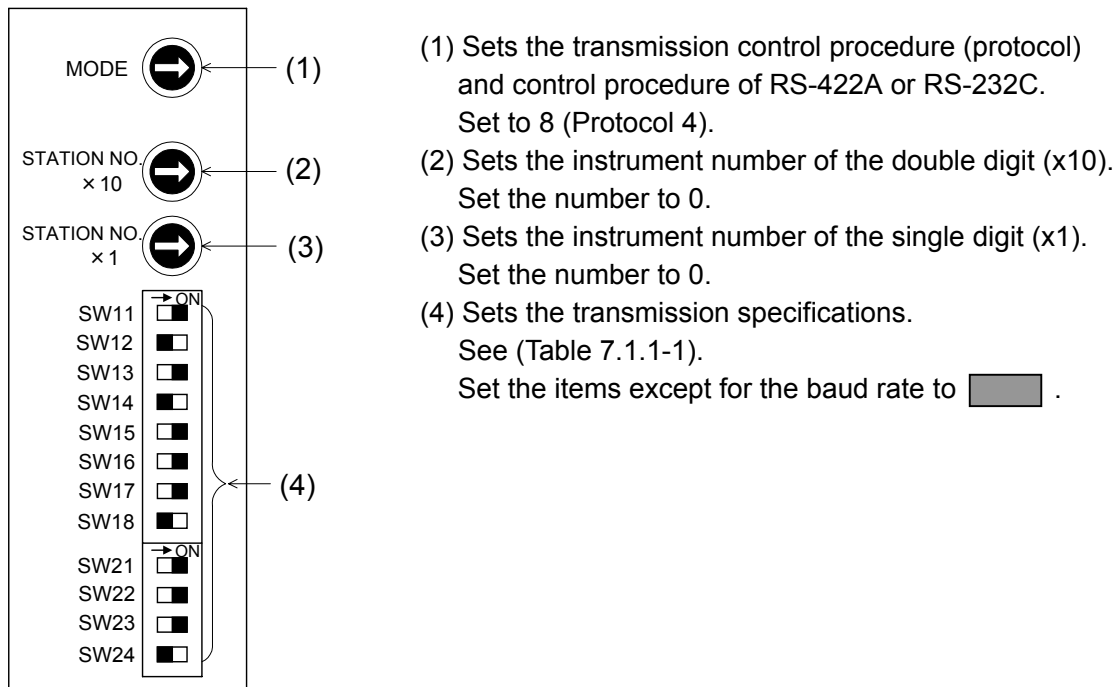 MODE
(1)
STATION NO.
×10
(2)
STATION NO.
×1
(3)
→ ON
SW11
SW12
SW13
SW14
SW15
SW16
SW17
SW18
(4)
→ ON
SW21
SW22
SW23
SW24
(1) Sets the transmission control procedure (protocol)
and control procedure of RS-422A or RS-232C.
Set to 8 (Protocol 4).
(2) Sets the instrument number of the double digit (x10).
Set the number to 0.
(3) Sets the instrument number of the single digit (x1).
Set the number to 0.
(4) Sets the transmission specifications.
See (Table 7.1.1-1).
Set the items except for the baud rate to .